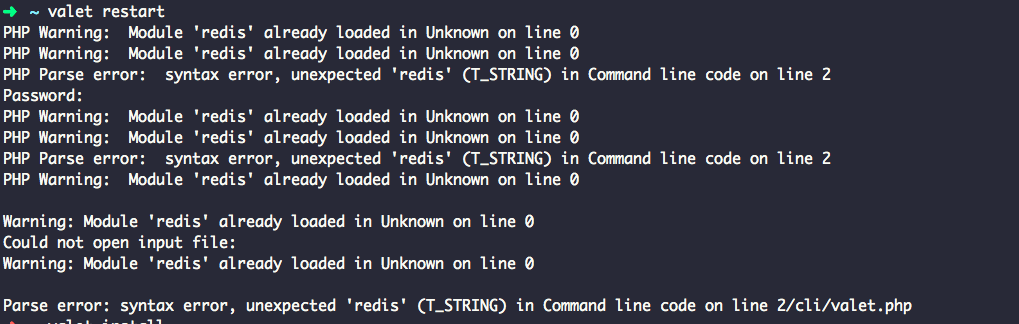 ➜ ~ valet restart
PHP Warning:  Module 'redis' already loaded in Unknown on line 0
PHP Warning:  Module 'redis' already loaded in Unknown on line 0
PHP Parse error:  syntax error, unexpected 'redis' (T_STRING) in Command line code on line 2
Password:
PHP Warning:  Module 'redis' already loaded in Unknown on line 0
PHP Warning:  Module 'redis' already loaded in Unknown on line 0
PHP Parse error:  syntax error, unexpected 'redis' (T_STRING) in Command line code on line 2
PHP Warning:  Module 'redis' already loaded in Unknown on line 0
Warning: Module 'redis' already loaded in Unknown on line 0
Could not open input file:
Warning: Module 'redis' already loaded in Unknown on line 0
Parse error: syntax error, unexpected 'redis' (T_STRING) in Command line code on line 2/cli/valet.php